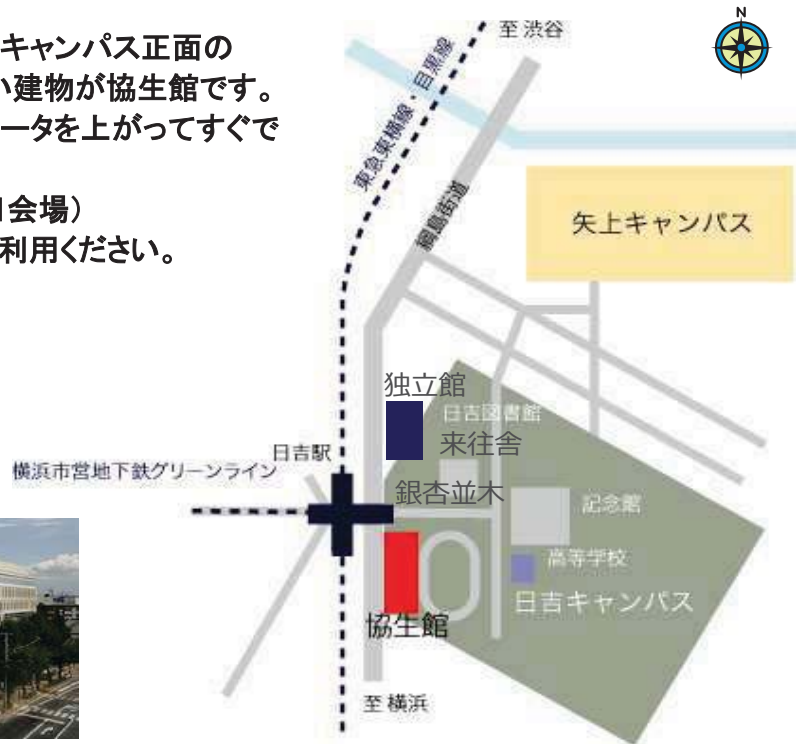 キャンパス正面の
い建物が協生館です。
ータを上がってすぐで
会場）
利用ください。
N
至 渋谷
東急東横線・目黒線
綱島街道
矢上キャンパス
独立館
日吉図書館
来往舎
日吉駅
横浜市営地下鉄グリーンライン
銀杏並木
記念館
高等学校
日吉キャンパス
協生館
至 横浜